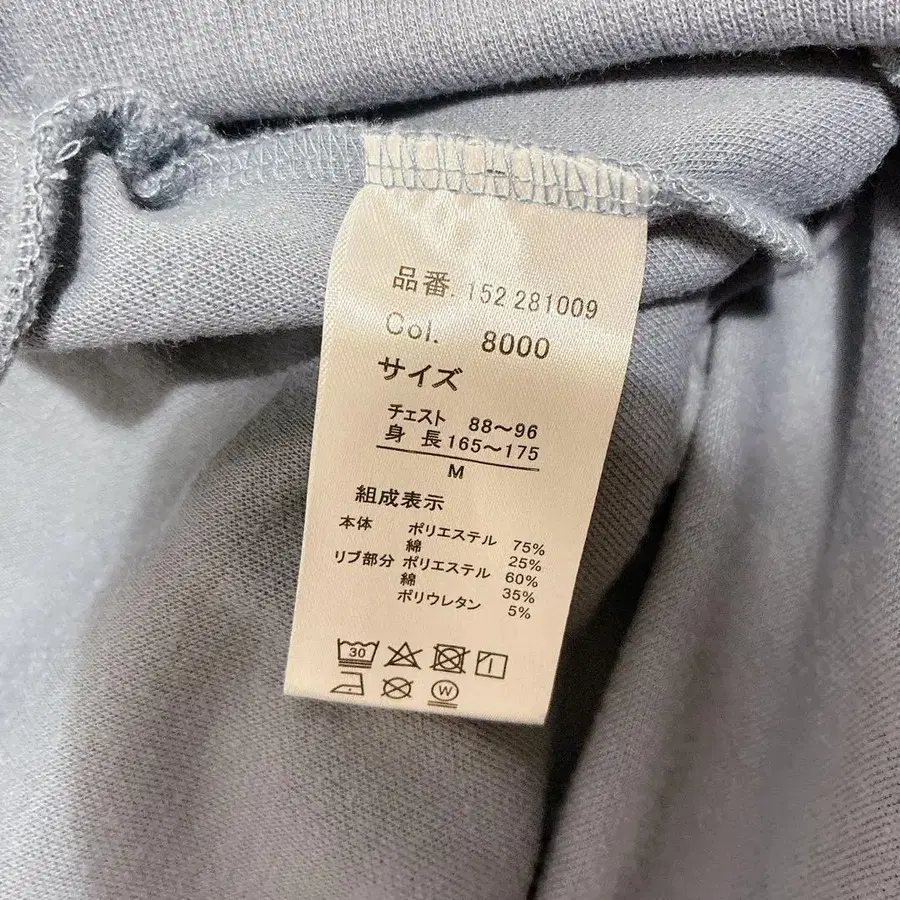 品番. 152 281009
Col. 8000
サイズ
チェスト 88〜96
身 長 165〜175
M
組成表示
本体 ポリエステル 75%
綿 25%
リブ部分 ポリエステル 60%
綿 35%
ポリウレタン 5%
30
W